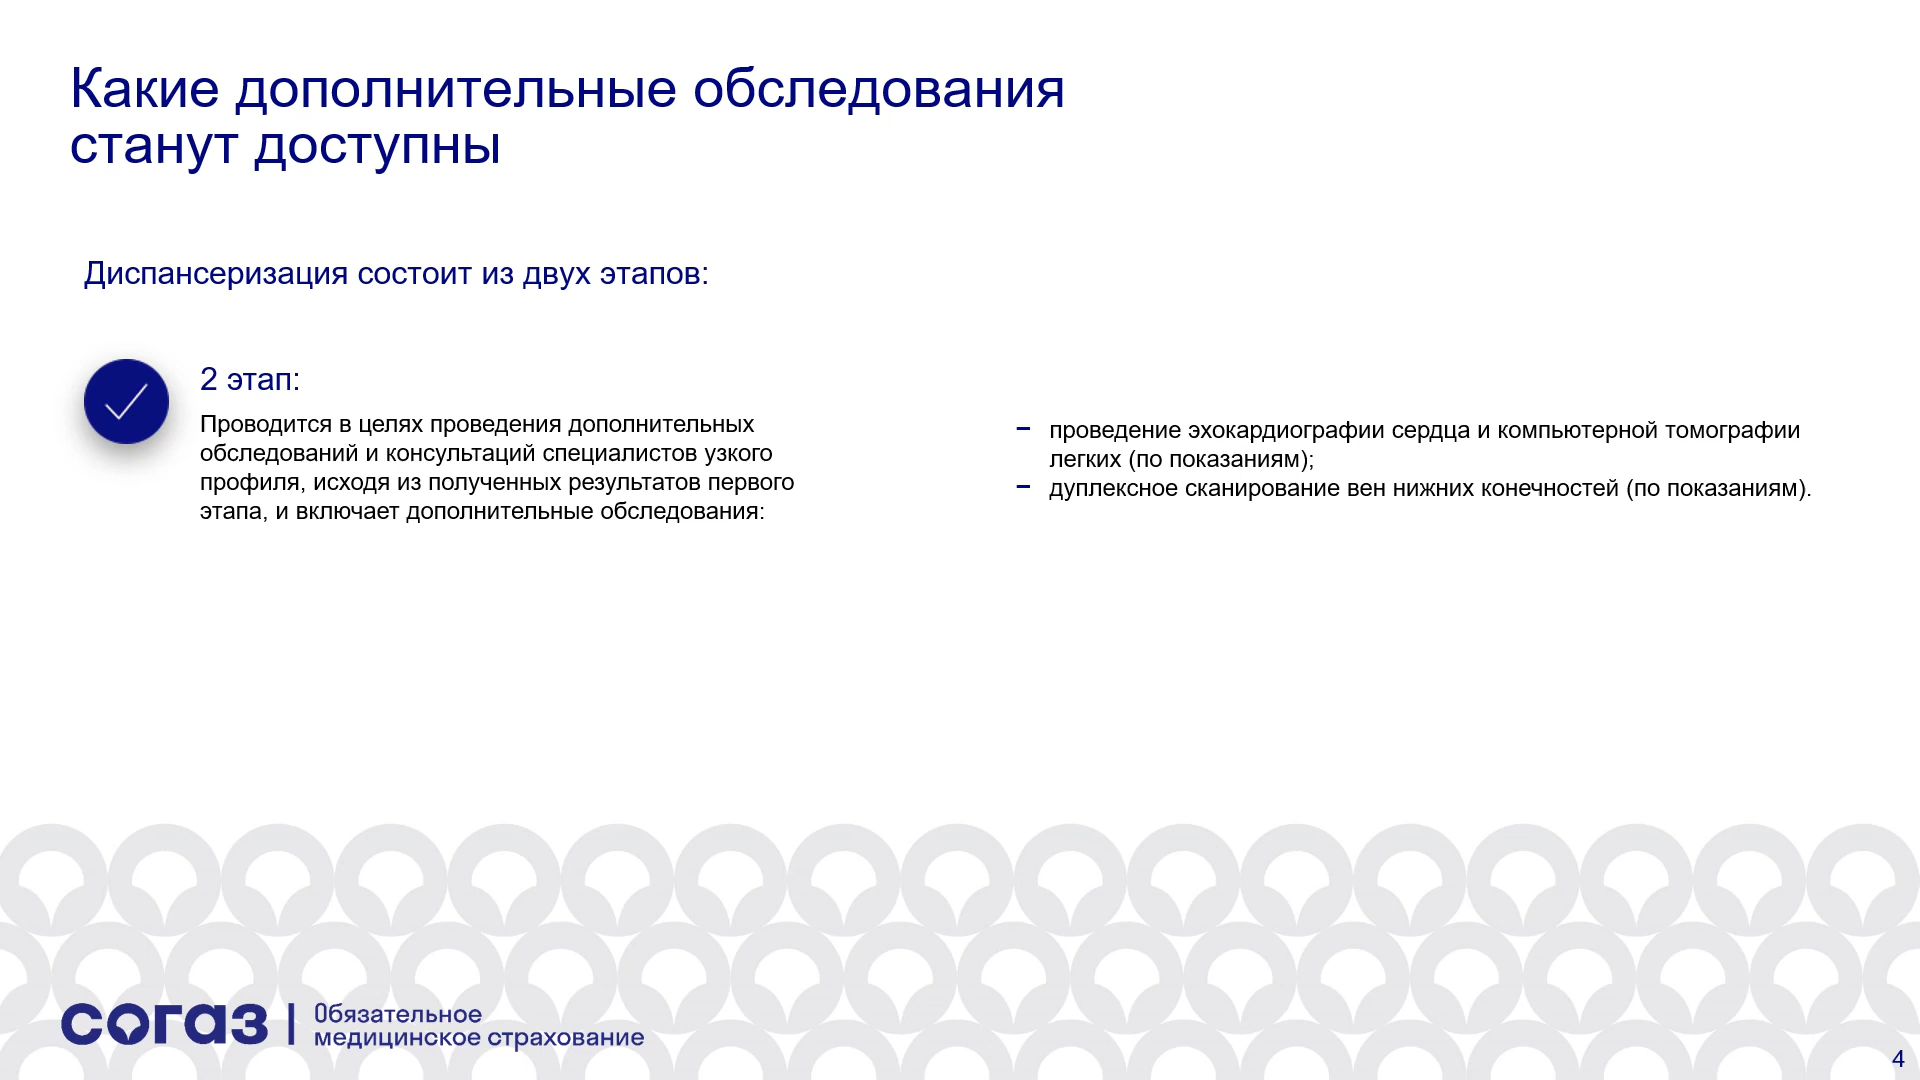 Какие дополнительные обследования
станут доступны
Диспансеризация состоит из двух этапов:
2 этап:
Проводится в целях проведения дополнительных
обследований и консультаций специалистов узкого
профиля, исходя из полученных результатов первого
этапа, и включает дополнительные обследования:
− проведение эхокардиографии сердца и компьютерной томографии
легких (по показаниям);
− дуплексное сканирование вен нижних конечностей (по показаниям).
согаз | Обязательное
медицинское страхование
4